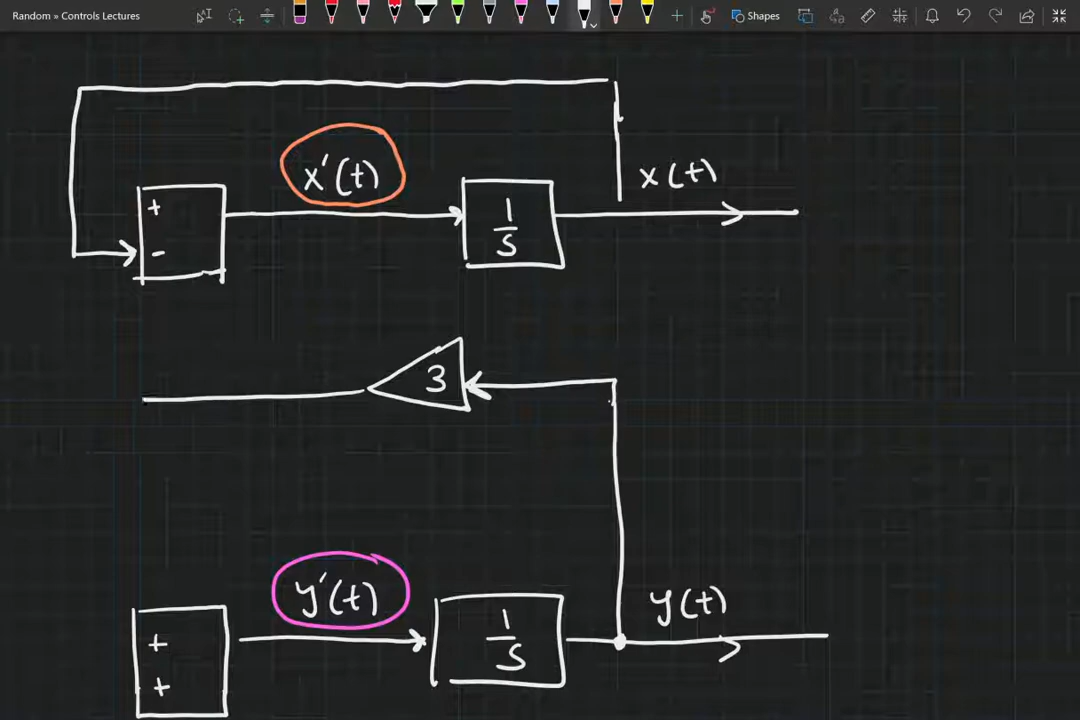 Random » Controls Lectures
Shapes
x'(t)
x(t)
+
-
1
s
3
y'(t)
y(t)
+
+
1
s